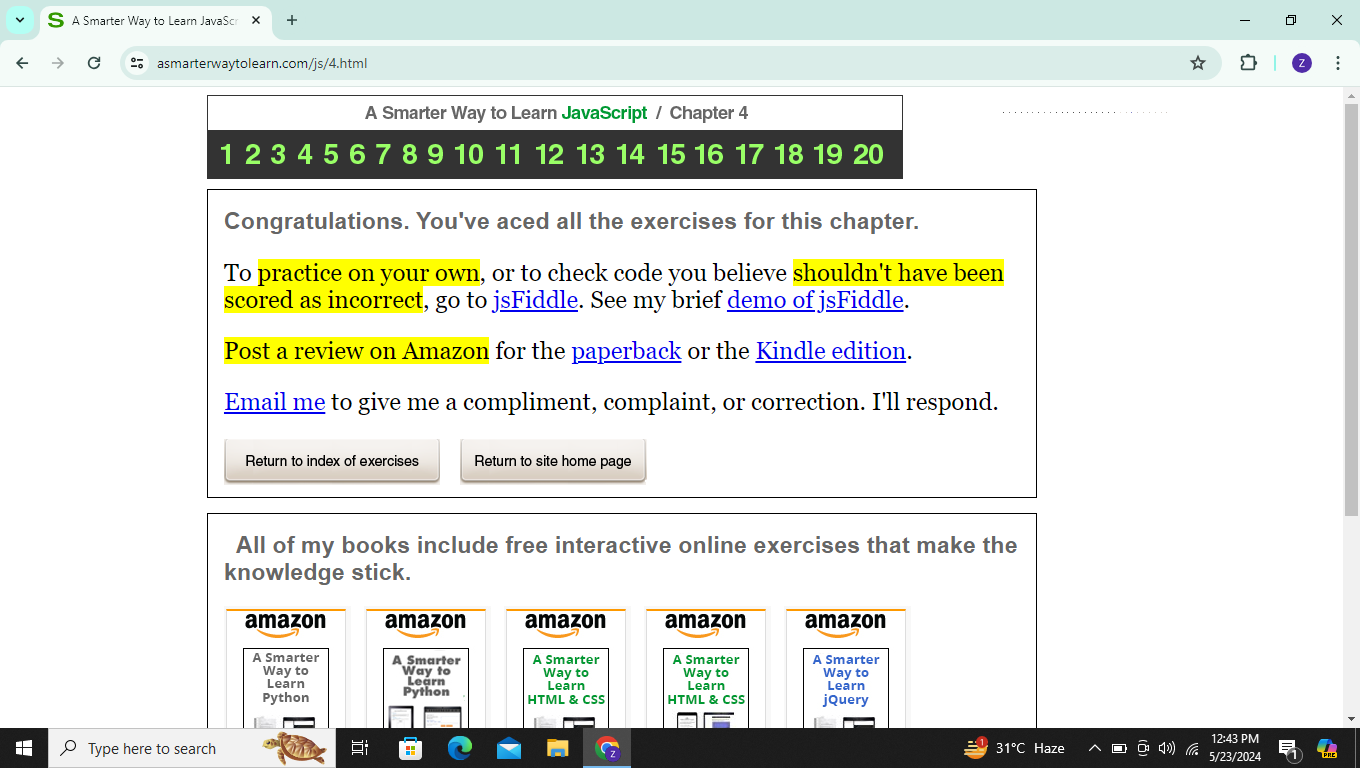 A Smarter Way to Learn JavaScr
asmarterwaytolearn.com/js/4.html
Z
A Smarter Way to Learn JavaScript / Chapter 4
1 2 3 4 5 6 7 8 9 10 11 12 13 14 15 16 17 18 19 20
Congratulations. You've aced all the exercises for this chapter.
To practice on your own, or to check code you believe shouldn't have been
scored as incorrect, go to jsFiddle. See my brief demo of jsFiddle.
Post a review on Amazon for the paperback or the Kindle edition.
Email me to give me a compliment, complaint, or correction. I'll respond.
Return to index of exercises Return to site home page
All of my books include free interactive online exercises that make the
knowledge stick.
amazon amazon amazon amazon amazon
A Smarter A Smarter A Smarter A Smarter A Smarter
Way to Way to Way to Way to Way to
Learn Learn Learn Learn Learn
Python Python HTML & CSS HTML & CSS jQuery
Type here to search
Z
1
31°C Haze
12:43 PM
5/23/2024
1
PRE